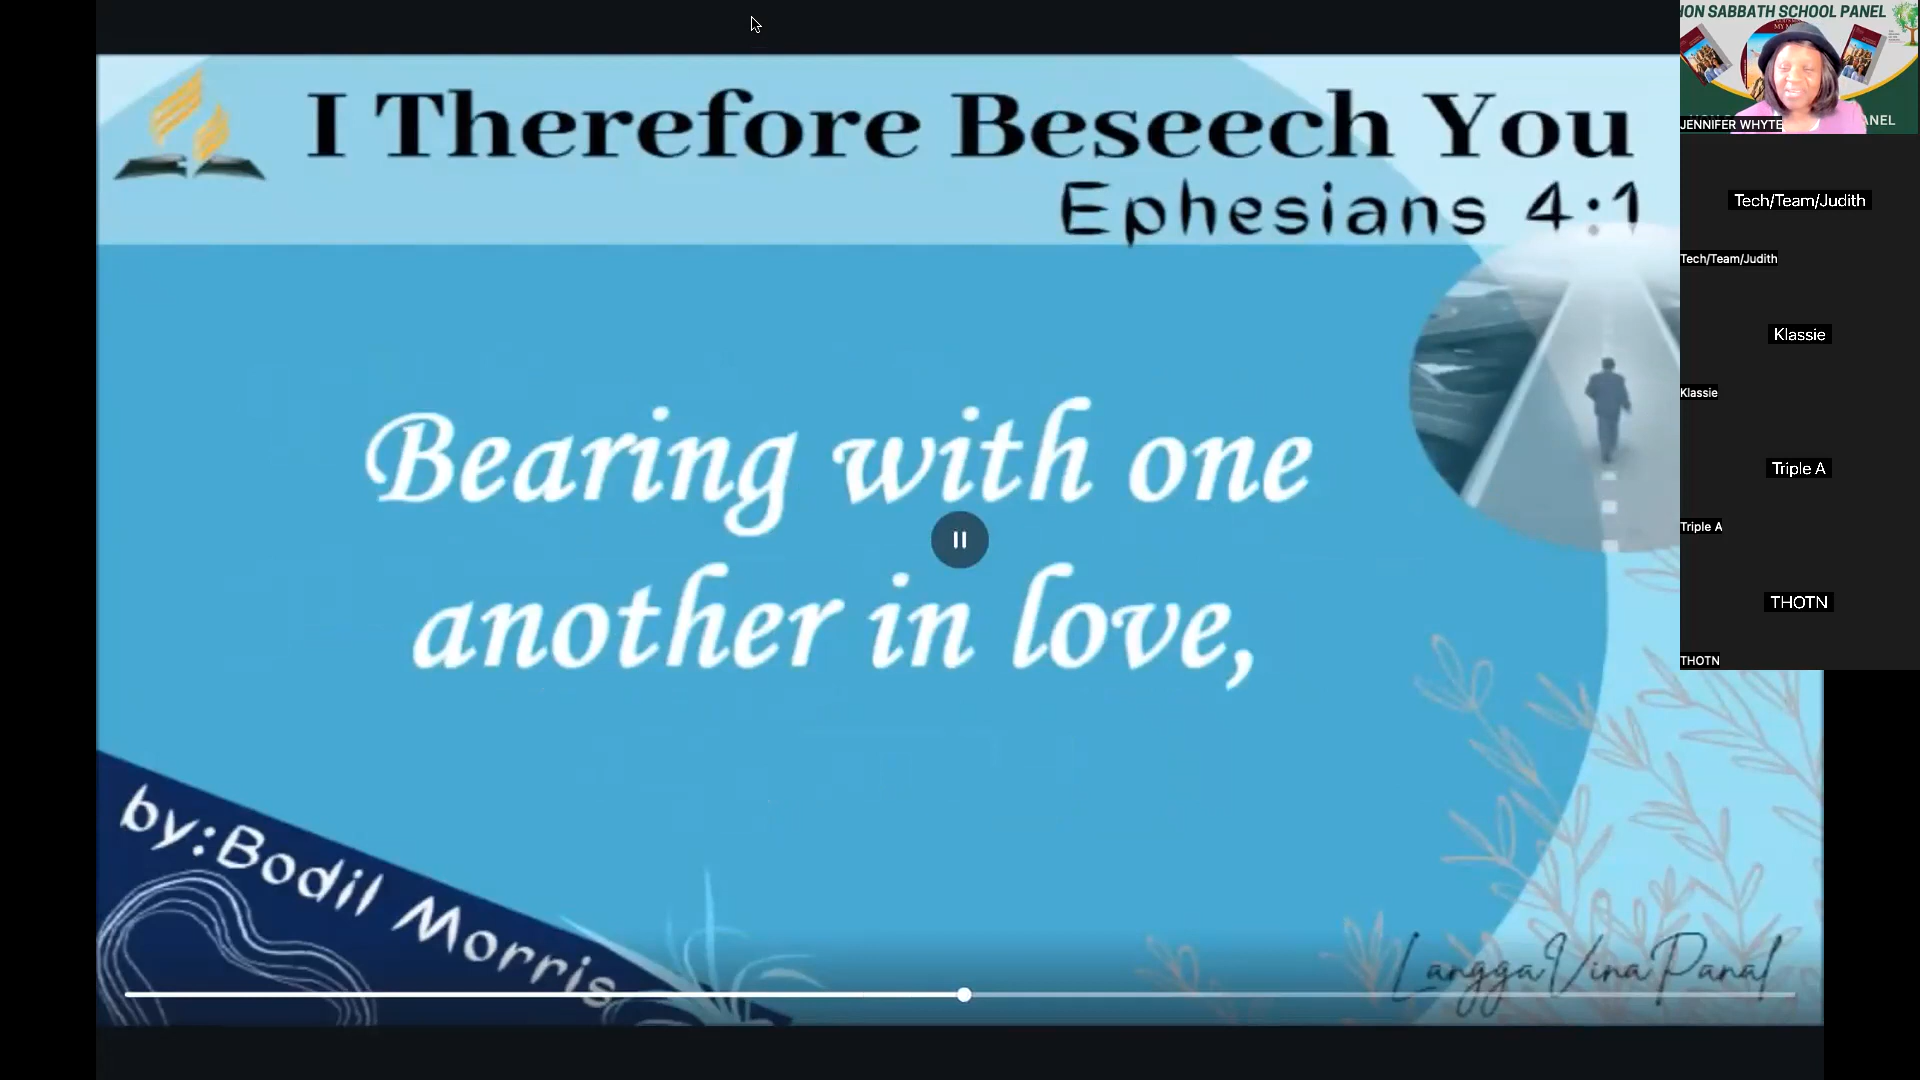 I Therefore Beseech You
Ephesians 4:1
Bearing with one
another in love,
by:Bodil Morris
LanggaVinaPanal
ION SABBATH SCHOOL PANEL
JENNIFER WHYTE
ANEL
Tech/Team/Judith
Tech/Team/Judith
Klassie
Klassie
Triple A
Triple A
THOTN
THOTN